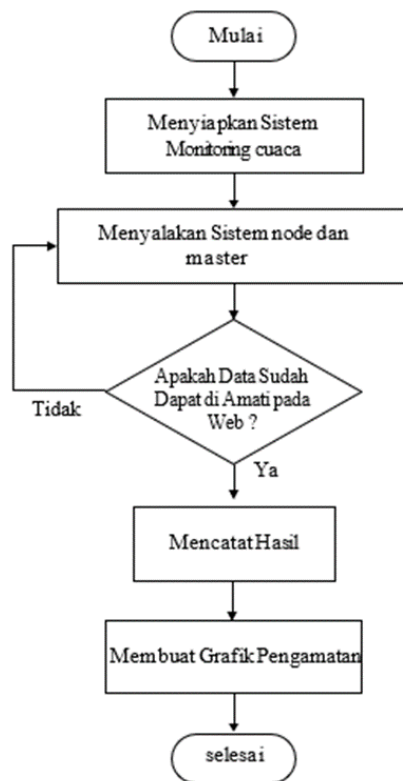 Mulai
Menyiapkan Sistem
Monitoring cuaca
Menyalakan Sistem node dan
master
Apakah Data Sudah
Dapat di Amati pada
Web ?
Tidak
Ya
Mencatat Hasil
Membuat Grafik Pengamatan
selesai